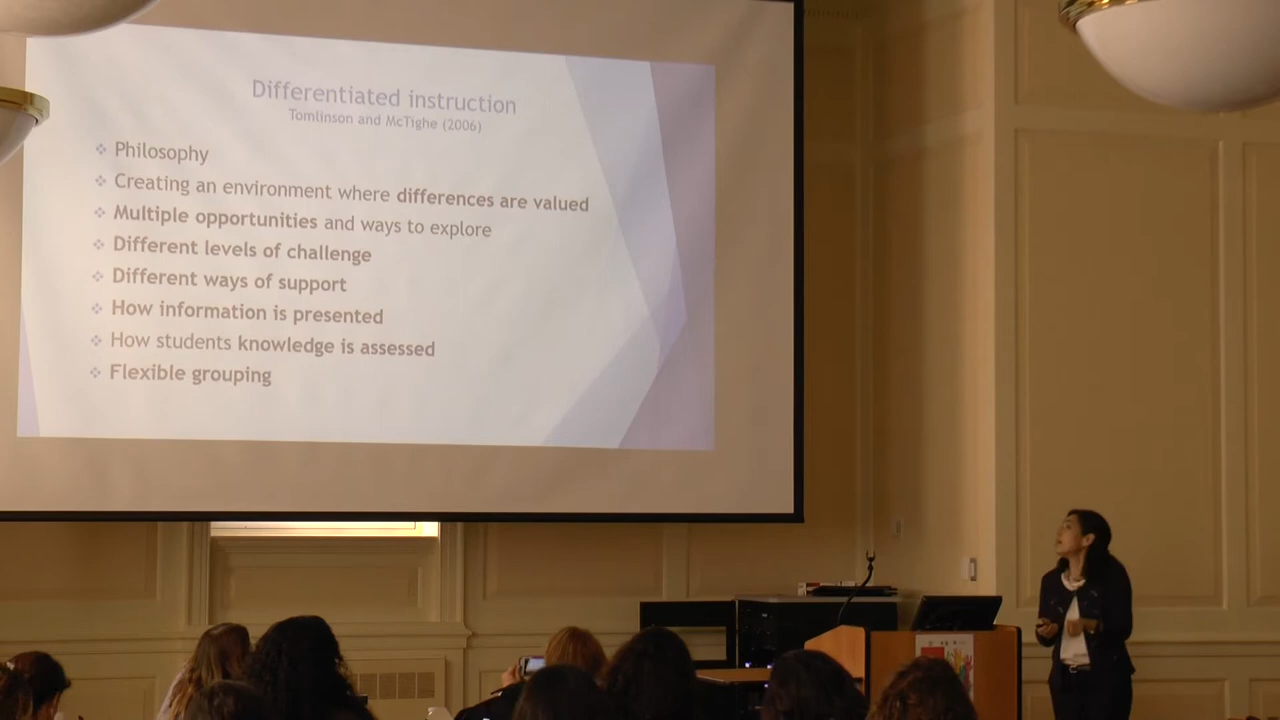 Differentiated instruction
Tomlinson and McTighe (2006)
Philosophy
Creating an environment where differences are valued
Multiple opportunities and ways to explore
Different levels of challenge
Different ways of support
How information is presented
How students knowledge is assessed
Flexible grouping